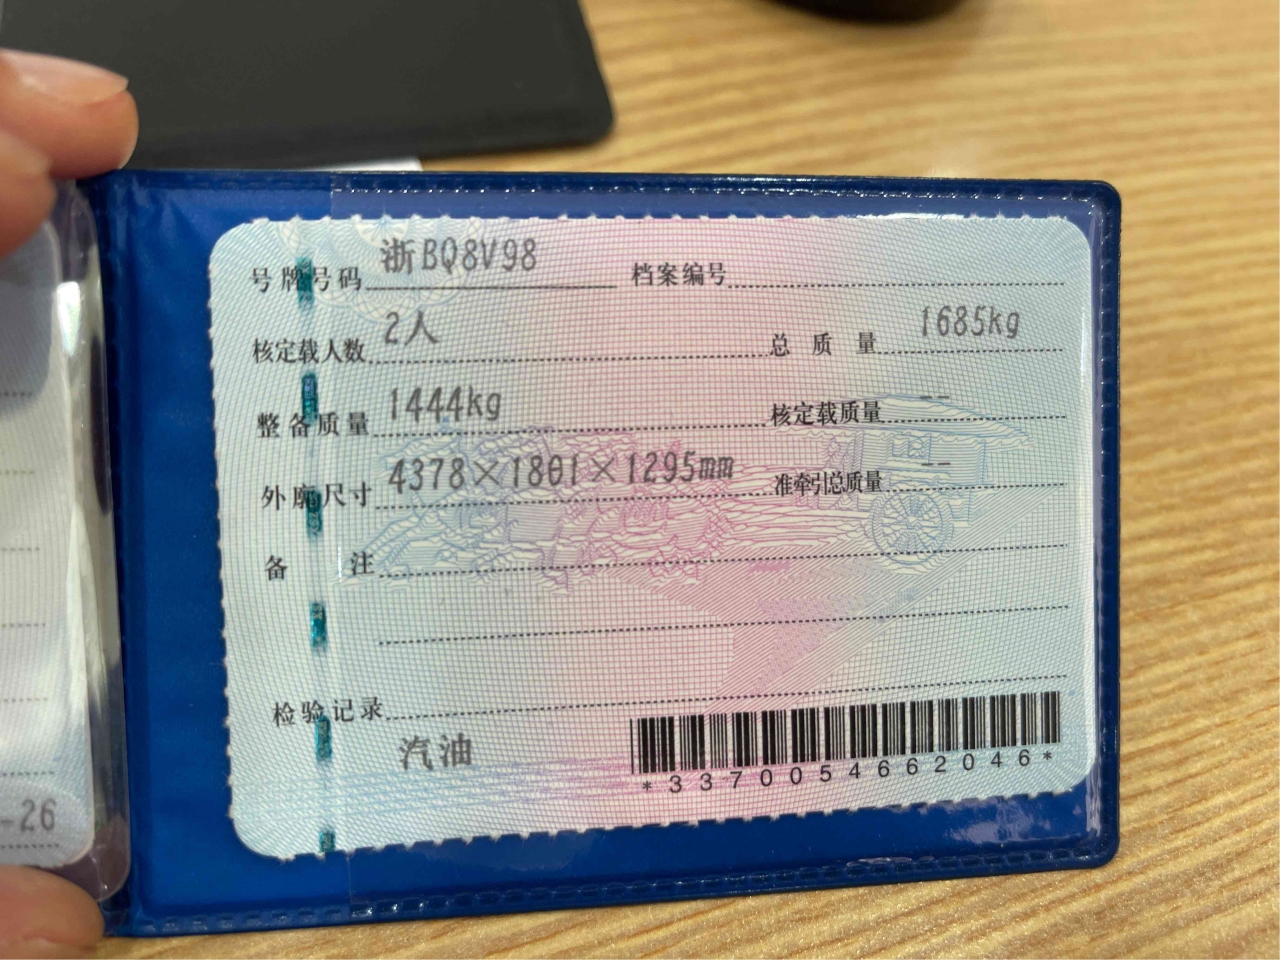 号牌号码 浙BQ8V98 档案编号
核定载人数 2人 总质量 1685kg
整备质量 1444kg 核定载质量 --
外廓尺寸 4378×1801×1295mm 准牵引总质量 --
备注
检验记录
汽油
*3370054662046*
-26